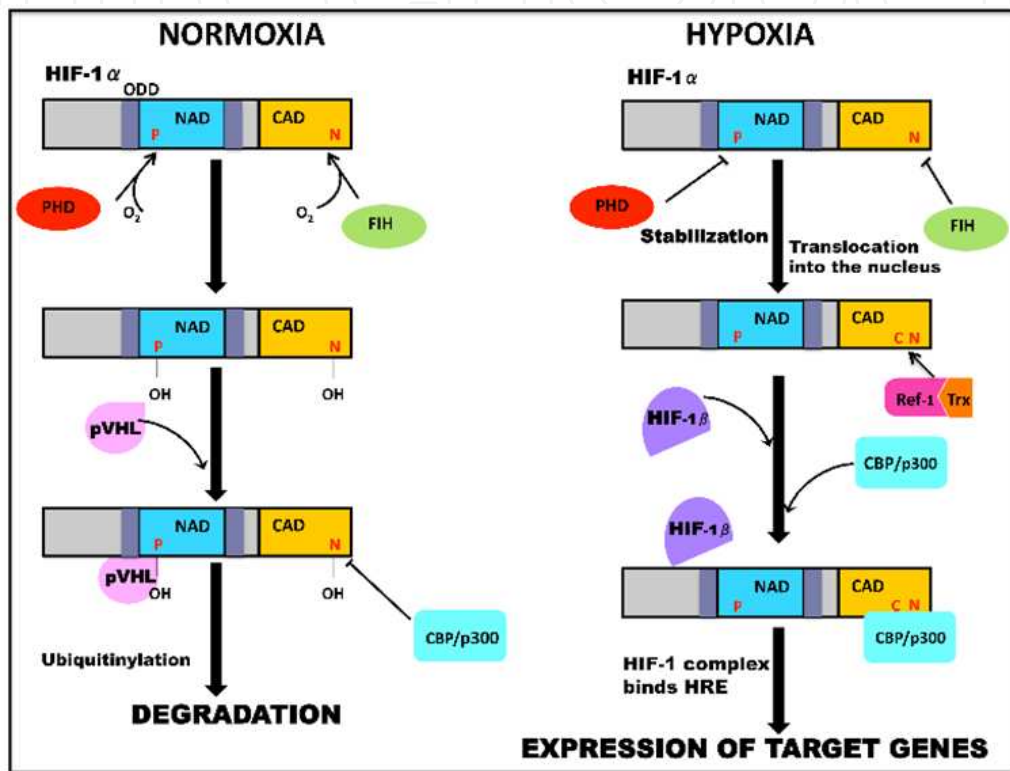 NORMOXIA
HIF-1 α
ODD
NAD
CAD
P
N
PHD
O2
O2
FIH
NAD
CAD
P
N
OH
OH
pVHL
NAD
CAD
P
N
pVHL
OH
OH
CBP/p300
Ubiquitinylation
DEGRADATION
HYPOXIA
HIF-1 α
NAD
CAD
P
N
PHD
FIH
Stabilization
Translocation
into the nucleus
NAD
CAD
P
C N
Ref-1
Trx
HIF-1β
CBP/p300
HIF-1β
NAD
CAD
P
C N
CBP/p300
HIF-1 complex
binds HRE
EXPRESSION OF TARGET GENES